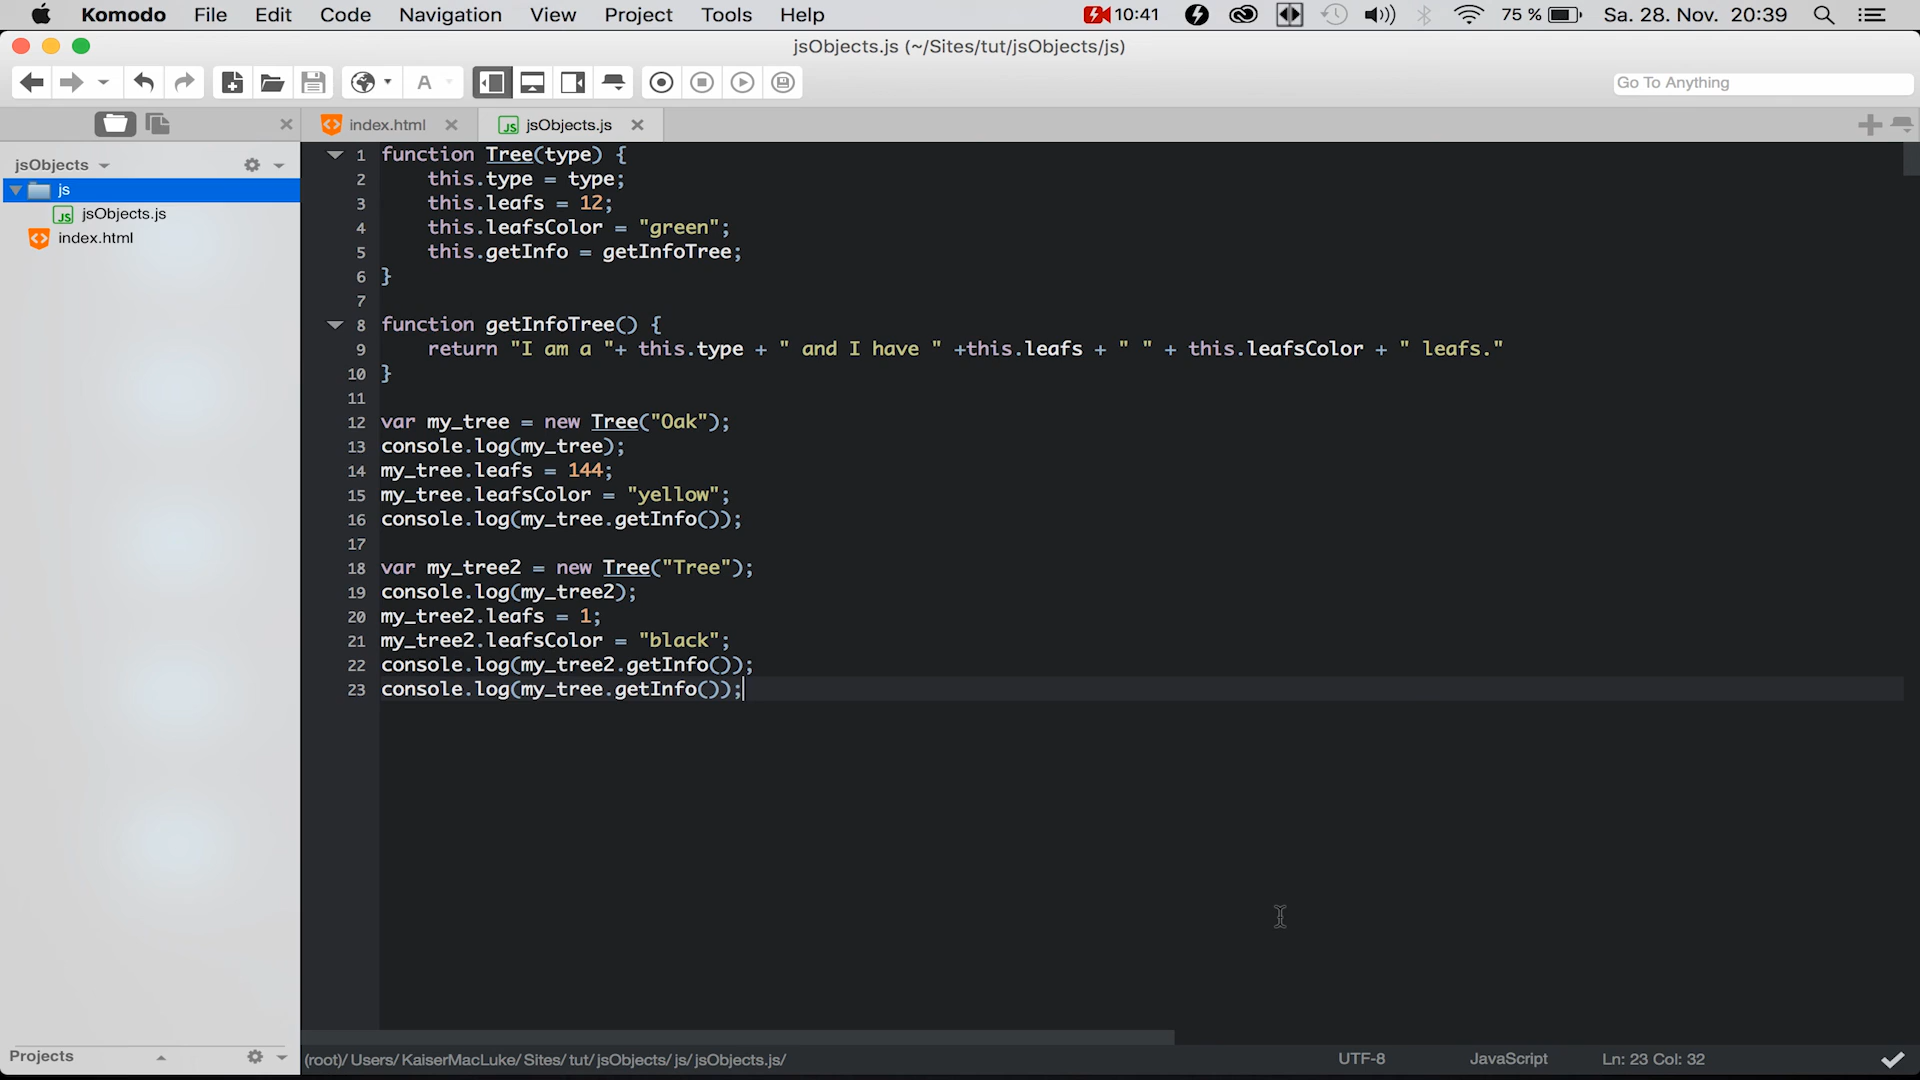 Komodo File Edit Code Navigation View Project Tools Help 10:41 75 % Sa. 28. Nov. 20:39
jsObjects.js (~/Sites/tut/jsObjects/js)
A Go To Anything
index.html jsObjects.js
jsObjects
js
jsObjects.js
index.html
1 function Tree(type) {
2 this.type = type;
3 this.leafs = 12;
4 this.leafsColor = "green";
5 this.getInfo = getInfoTree;
6 }
7
8 function getInfoTree() {
9 return "I am a "+ this.type + " and I have " +this.leafs + " " + this.leafsColor + " leafs."
10 }
11
12 var my_tree = new Tree("Oak");
13 console.log(my_tree);
14 my_tree.leafs = 144;
15 my_tree.leafsColor = "yellow";
16 console.log(my_tree.getInfo());
17
18 var my_tree2 = new Tree("Tree");
19 console.log(my_tree2);
20 my_tree2.leafs = 1;
21 my_tree2.leafsColor = "black";
22 console.log(my_tree2.getInfo());
23 console.log(my_tree.getInfo());
Projects
(root)/ Users/ KaiserMacLuke/ Sites/ tut/ jsObjects/ js/ jsObjects.js/ UTF-8 JavaScript Ln: 23 Col: 32